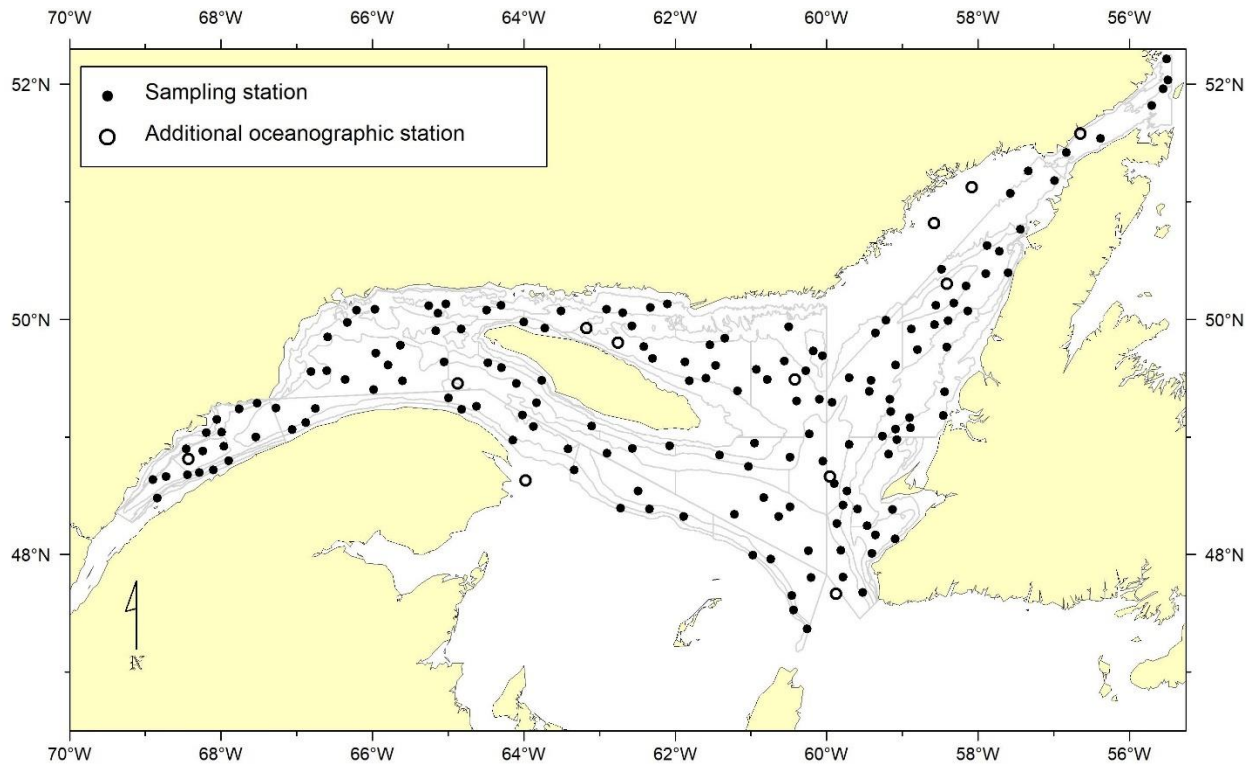 70°W 68°W 66°W 64°W 62°W 60°W 58°W 56°W
52°N 52°N
Sampling station
Additional oceanographic station
50°N 50°N
48°N 48°N
N
70°W 68°W 66°W 64°W 62°W 60°W 58°W 56°W